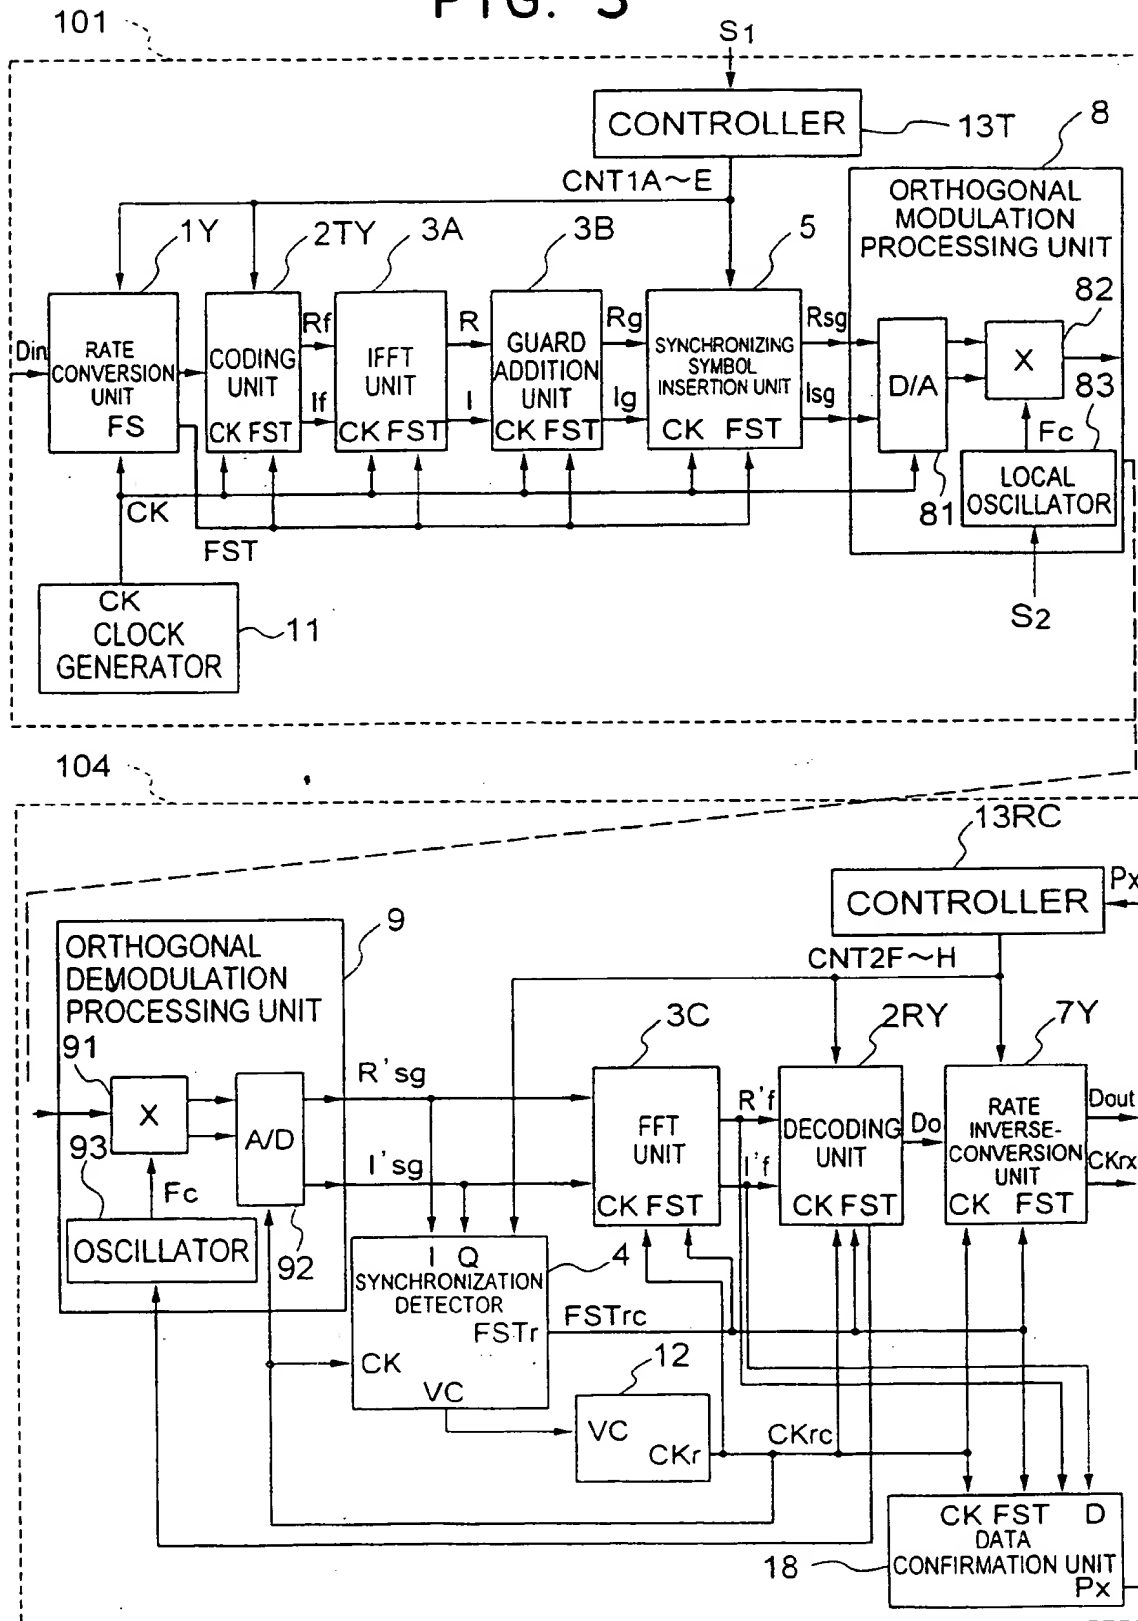 FIG. 3
101
S1
CONTROLLER
13T
8
CNT1A~E
ORTHOGONAL
MODULATION
PROCESSING UNIT
1Y
2TY
3A
3B
5
82
Din
RATE
CONVERSION
UNIT
FS
CODING
UNIT
CK FST
Rf
If
IFFT
UNIT
CK FST
R
I
GUARD
ADDITION
UNIT
CK FST
Rg
Ig
SYNCHRONIZING
SYMBOL
INSERTION UNIT
CK FST
Rsg
Isg
D/A
X
83
Fc
LOCAL
OSCILLATOR
81
CK
FST
S2
CK
CLOCK
GENERATOR
11
104
13RC
CONTROLLER
Px
9
ORTHOGONAL
DEMODULATION
PROCESSING UNIT
CNT2F~H
3C
2RY
7Y
91
X
A/D
R'sg
I'sg
93
Fc
OSCILLATOR
92
FFT
UNIT
CK FST
R'f
I'f
DECODING
UNIT
CK FST
Do
RATE
INVERSE-
CONVERSION
UNIT
CK FST
Dout
CKrx
I Q
SYNCHRONIZATION
DETECTOR
FSTr
CK
VC
4
FSTrc
12
VC
CKr
CKrc
CK FST D
DATA
CONFIRMATION UNIT
Px
18